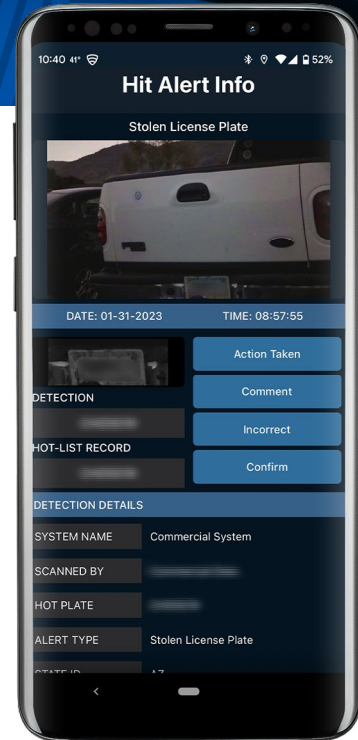 10:40 41° 52%
Hit Alert Info
Stolen License Plate
DATE: 01-31-2023 TIME: 08:57:55
Action Taken
DETECTION
Comment
Incorrect
HOT-LIST RECORD
Confirm
DETECTION DETAILS
SYSTEM NAME Commercial System
SCANNED BY
HOT PLATE
ALERT TYPE Stolen License Plate
STATE ID AZ